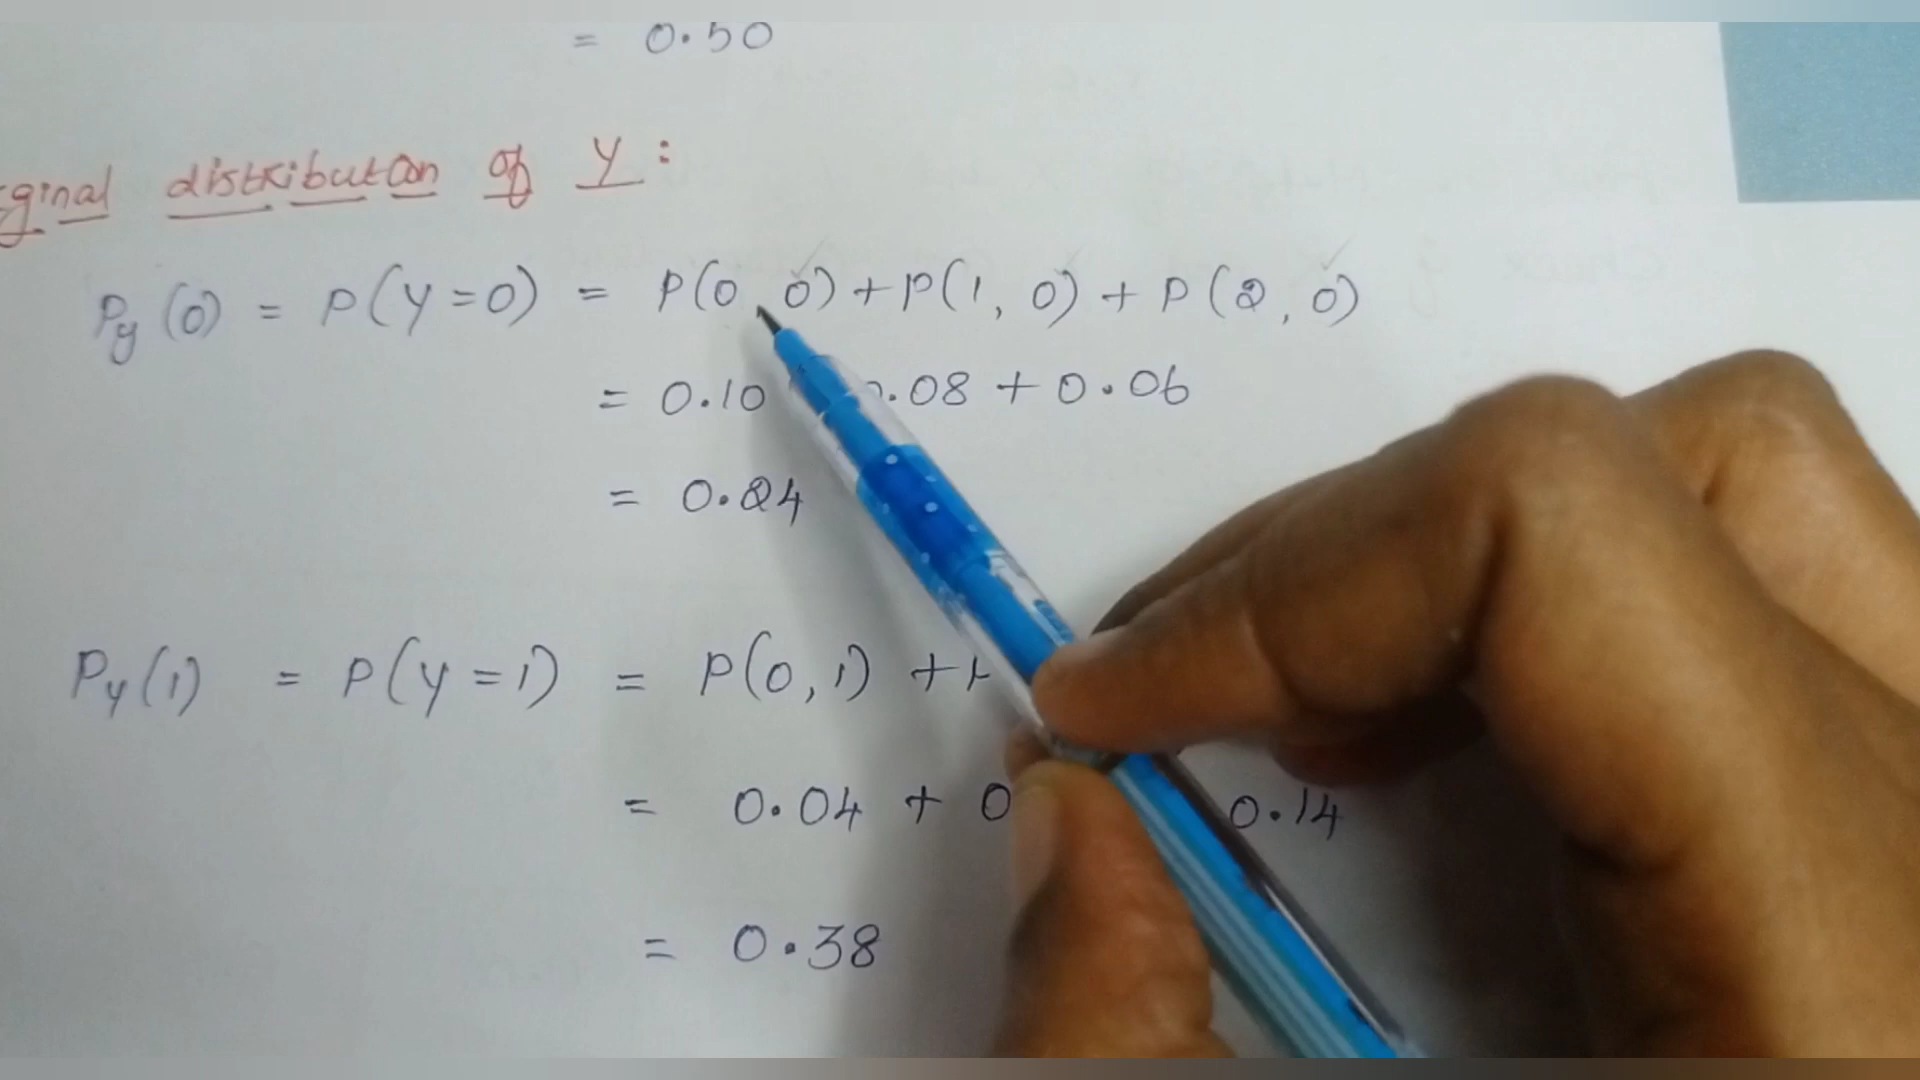 = 0.50
distribution of Y :
Py (0) = P(Y=0) = P(0 0) + P(1, 0) + P(2, 0)
= 0.10 .08 + 0.06
= 0.24
Py(1) = P(Y=1) = P(0,1) +
= 0.04 + 0 0.14
= 0.38